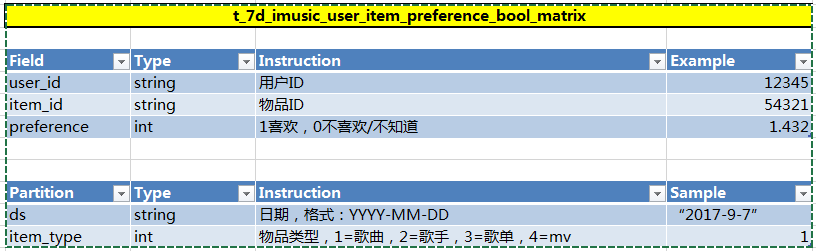 t_7d_imusic_user_item_preference_bool_matrix
Field Type Instruction Example
user_id string 用户ID 12345
item_id string 物品ID 54321
preference int 1喜欢，0不喜欢/不知道 1.432
Partition Type Instruction Sample
ds string 日期，格式：YYYY-MM-DD “2017-9-7”
item_type int 物品类型，1=歌曲，2=歌手，3=歌单，4=mv 1